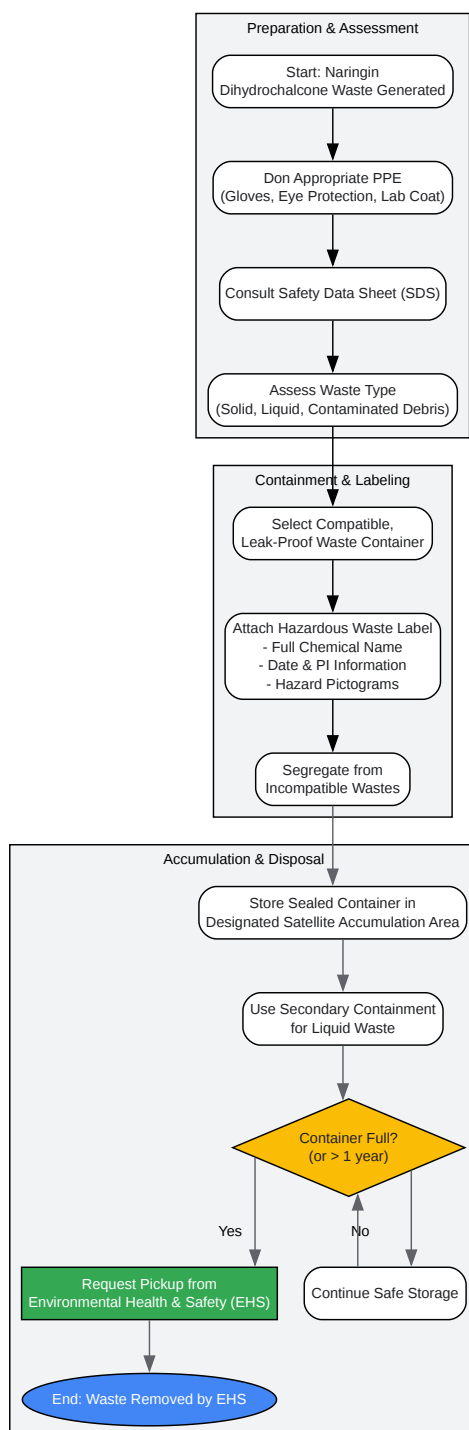 Preparation & Assessment
Start: Naringin
Dihydrochalcone Waste Generated
Don Appropriate PPE
(Gloves, Eye Protection, Lab Coat)
Consult Safety Data Sheet (SDS)
Assess Waste Type
(Solid, Liquid, Contaminated Debris)
Containment & Labeling
Select Compatible,
Leak-Proof Waste Container
Attach Hazardous Waste Label
- Full Chemical Name
- Date & PI Information
- Hazard Pictograms
Segregate from
Incompatible Wastes
Accumulation & Disposal
Store Sealed Container in
Designated Satellite Accumulation Area
Use Secondary Containment
for Liquid Waste
Container Full?
(or > 1 year)
Yes
No
Request Pickup from
Environmental Health & Safety (EHS)
Continue Safe Storage
End: Waste Removed by EHS